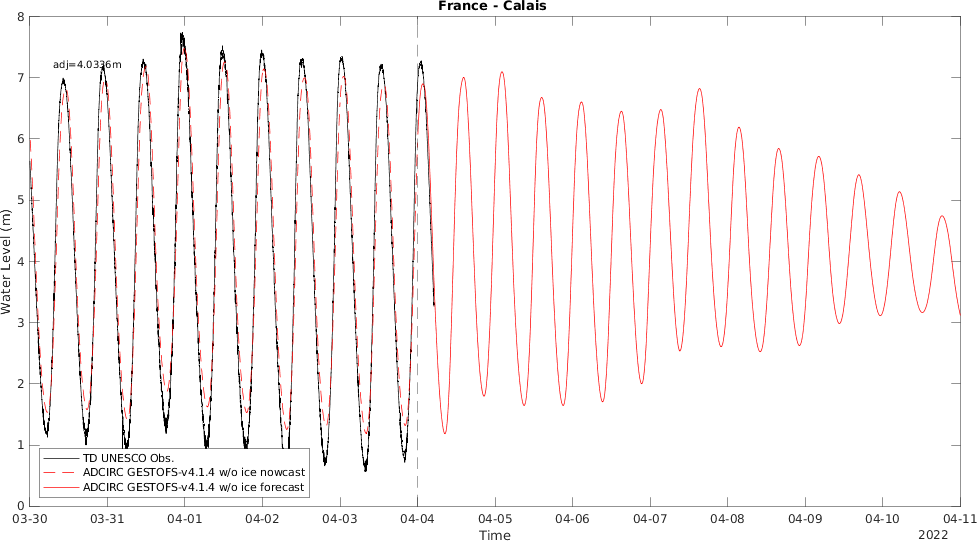 France - Calais
8
7
6
5
4
3
2
1
0
Water Level (m)
adj=4.0336m
TD UNESCO Obs.
ADCIRC GESTOFS-v4.1.4 w/o ice nowcast
ADCIRC GESTOFS-v4.1.4 w/o ice forecast
03-30 03-31 04-01 04-02 04-03 04-04 04-05 04-06 04-07 04-08 04-09 04-10 04-11
Time
2022